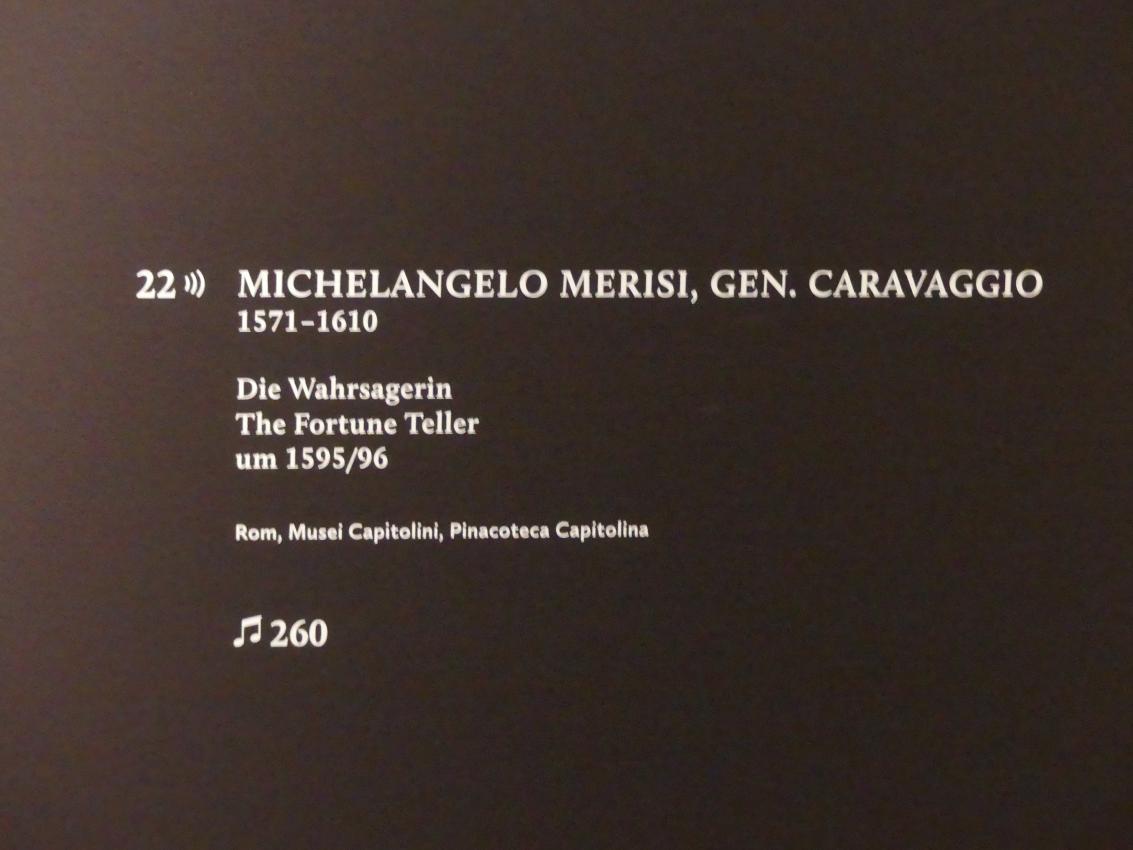 22 MICHELANGELO MERISI, GEN. CARAVAGGIO
1571–1610
Die Wahrsagerin
The Fortune Teller
um 1595/96
Rom, Musei Capitolini, Pinacoteca Capitolina
260